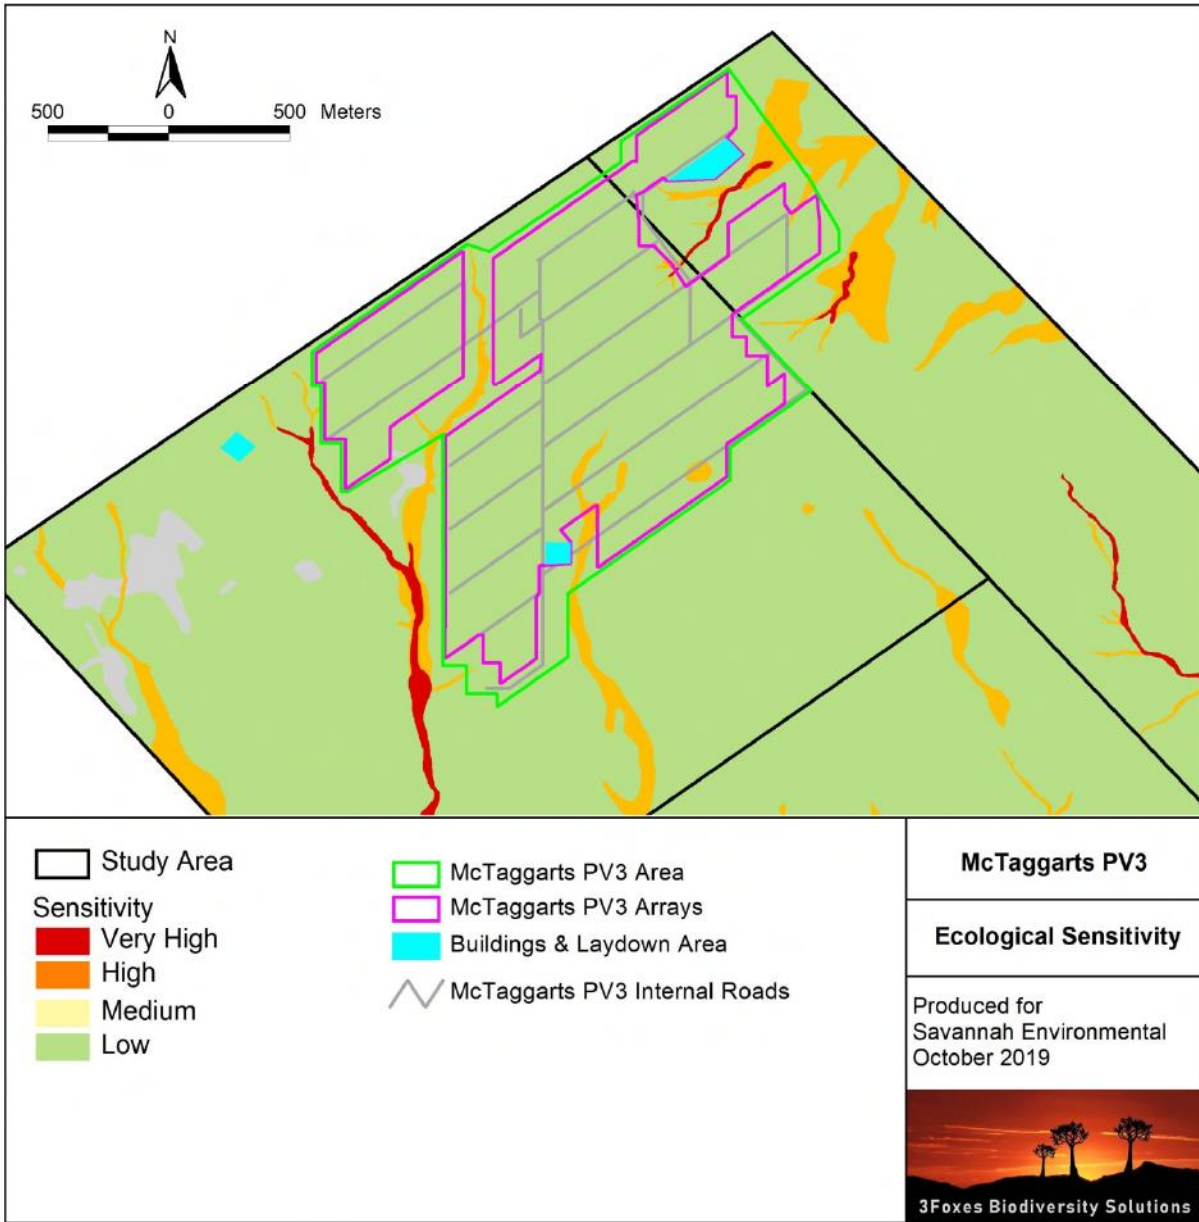 N
500 0 500 Meters
Study Area
Sensitivity
Very High
High
Medium
Low
McTaggarts PV3 Area
McTaggarts PV3 Arrays
Buildings & Laydown Area
McTaggarts PV3 Internal Roads
McTaggarts PV3
Ecological Sensitivity
Produced for
Savannah Environmental
October 2019
3Foxes Biodiversity Solutions